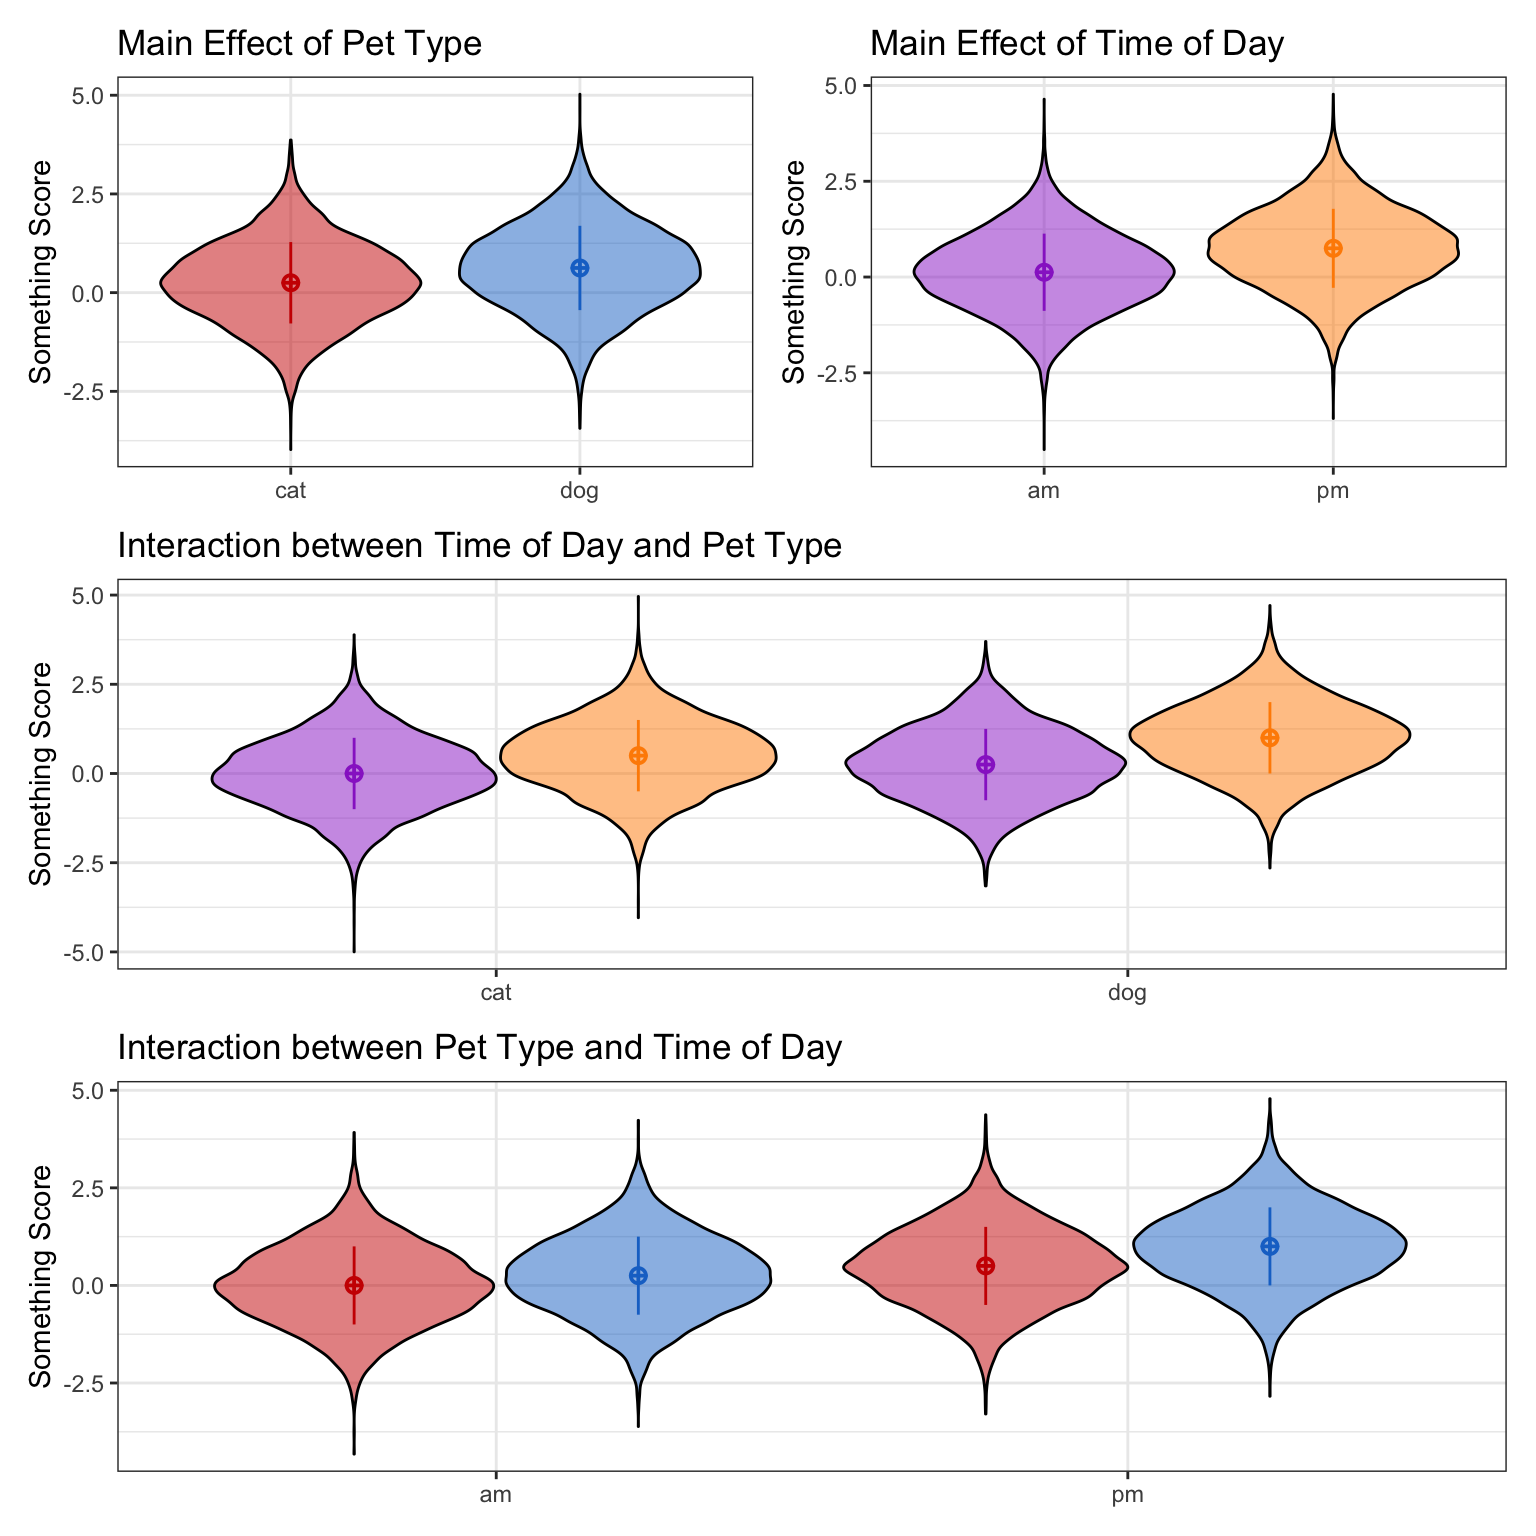 Main Effect of Pet Type
Something Score
5.0
2.5
0.0
-2.5
cat dog
Main Effect of Time of Day
Something Score
5.0
2.5
0.0
-2.5
am pm
Interaction between Time of Day and Pet Type
Something Score
5.0
2.5
0.0
-2.5
-5.0
cat dog
Interaction between Pet Type and Time of Day
Something Score
5.0
2.5
0.0
-2.5
am pm